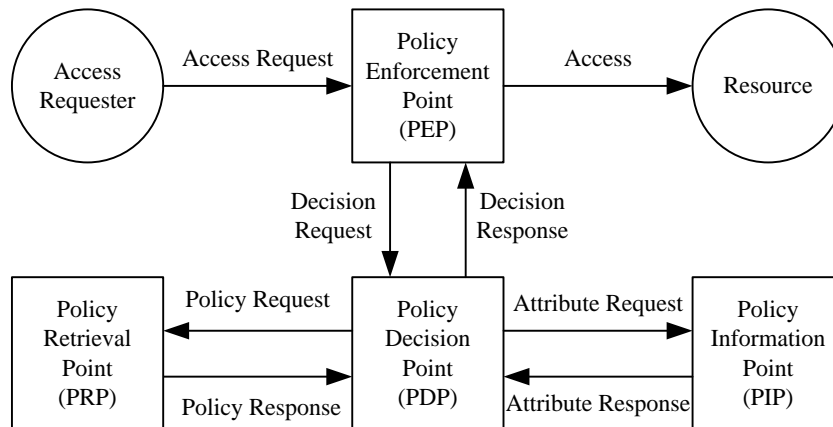 Access
Requester
Access Request
Policy
Enforcement
Point
(PEP)
Access
Resource
Decision
Request
Decision
Response
Policy
Retrieval
Point
(PRP)
Policy Request
Policy Response
Policy
Decision
Point
(PDP)
Attribute Request
Attribute Response
Policy
Information
Point
(PIP)